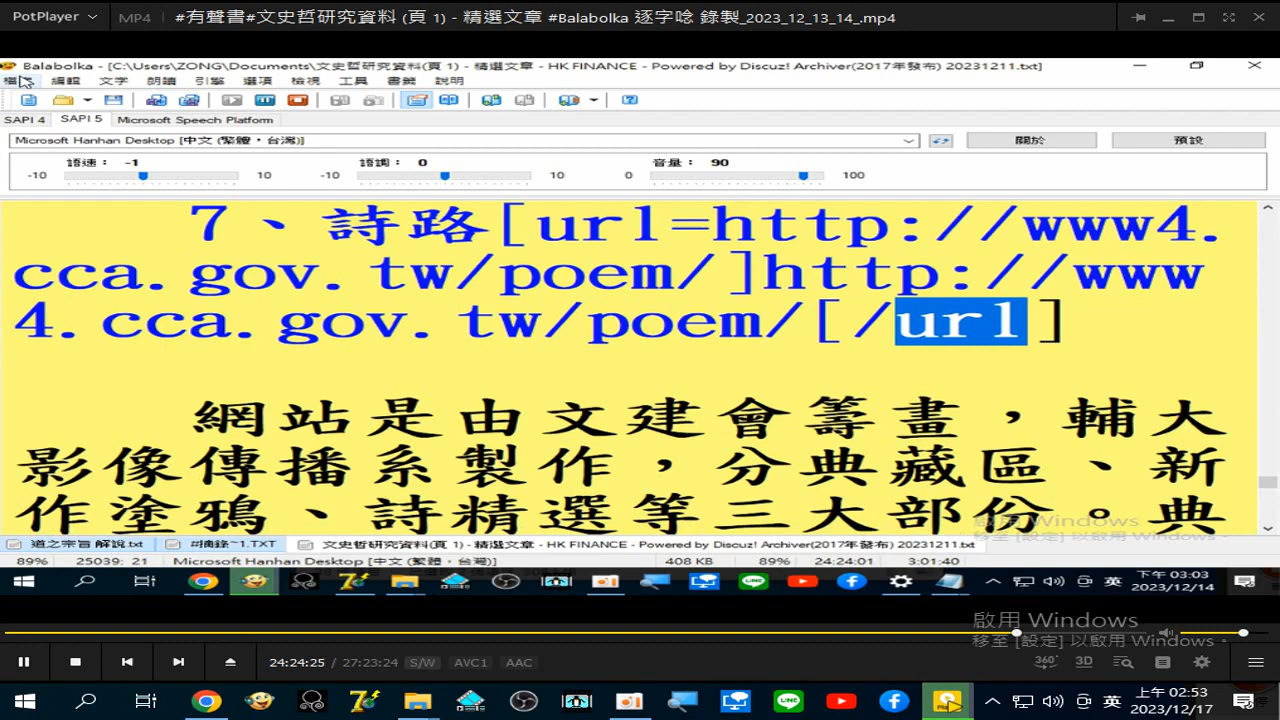 PotPlayer MP4 #有聲書#文史哲研究資料 (頁 1) - 精選文章 #Balabolka 逐字唸 錄製_2023_12_13_14_.mp4
Balabolka - [C:\Users\ZONG\Documents\文史哲研究資料(頁 1) - 精選文章 - HK FINANCE - Powered by Discuz! Archiver(2017年發布) 20231211.txt]
檔案 編輯 文字 朗讀 引擎 選項 檢視 工具 書籤 說明
SAPI 4 SAPI 5 Microsoft Speech Platform
Microsoft Hanhan Desktop [中文 (繁體，台灣)] 關於 預設
語速： -1 語調： 0 音量： 90
-10 10 -10 10 0 100
7、詩路[url=http://www4.
cca.gov.tw/poem/]http://www
4.cca.gov.tw/poem/[/url]
網站是由文建會籌畫，輔大
影像傳播系製作，分典藏區、新
作塗鴉、詩精選等三大部份。典
啟用 Windows
移至 [設定] 以啟用 Windows。
道之宗旨 解說.txt #摘錄~1.TXT 文史哲研究資料(頁 1) - 精選文章 - HK FINANCE - Powered by Discuz! Archiver(2017年發布) 20231211.txt
89% 25039: 21 Microsoft Hanhan Desktop [中文 (繁體，台灣)] 408 KB 89% 24:24:01 3:01:40
英 下午 03:03
2023/12/14
啟用 Windows
移至 [設定] 以啟用 Windows。
24:24:25 / 27:23:24 S/W AVC1 AAC 360° 3D
英 上午 02:53
2023/12/17